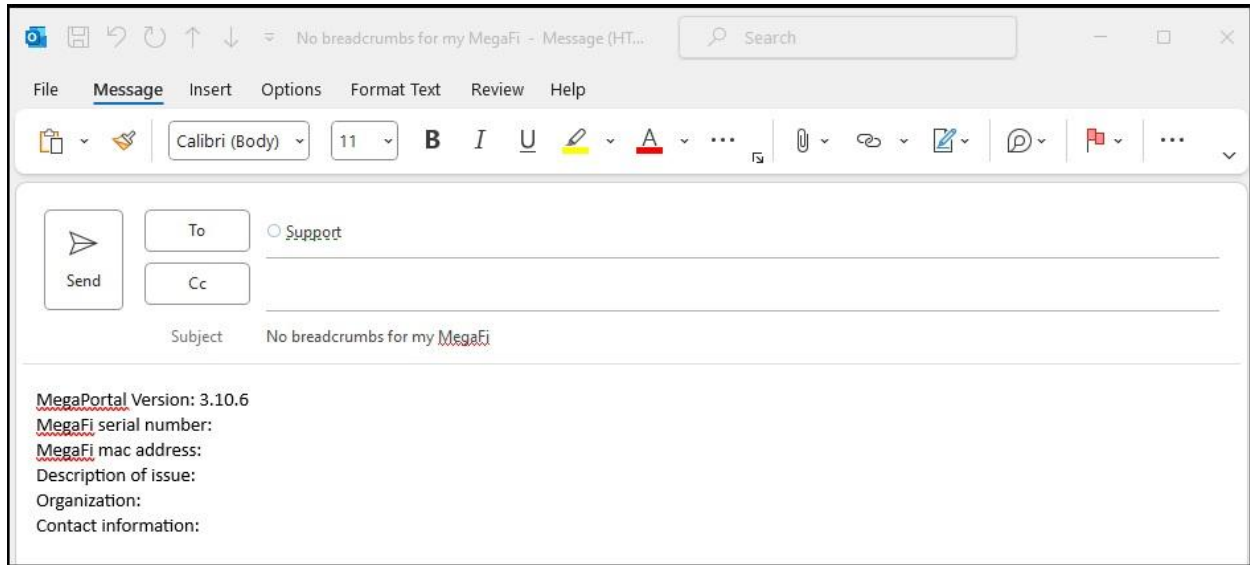 No breadcrumbs for my MegaFi - Message (HT...
Search
File Message Insert Options Format Text Review Help
Calibri (Body) 11 B I U A
To Support
Send
Cc
Subject No breadcrumbs for my MegaFi
MegaPortal Version: 3.10.6
MegaFi serial number:
MegaFi mac address:
Description of issue:
Organization:
Contact information: